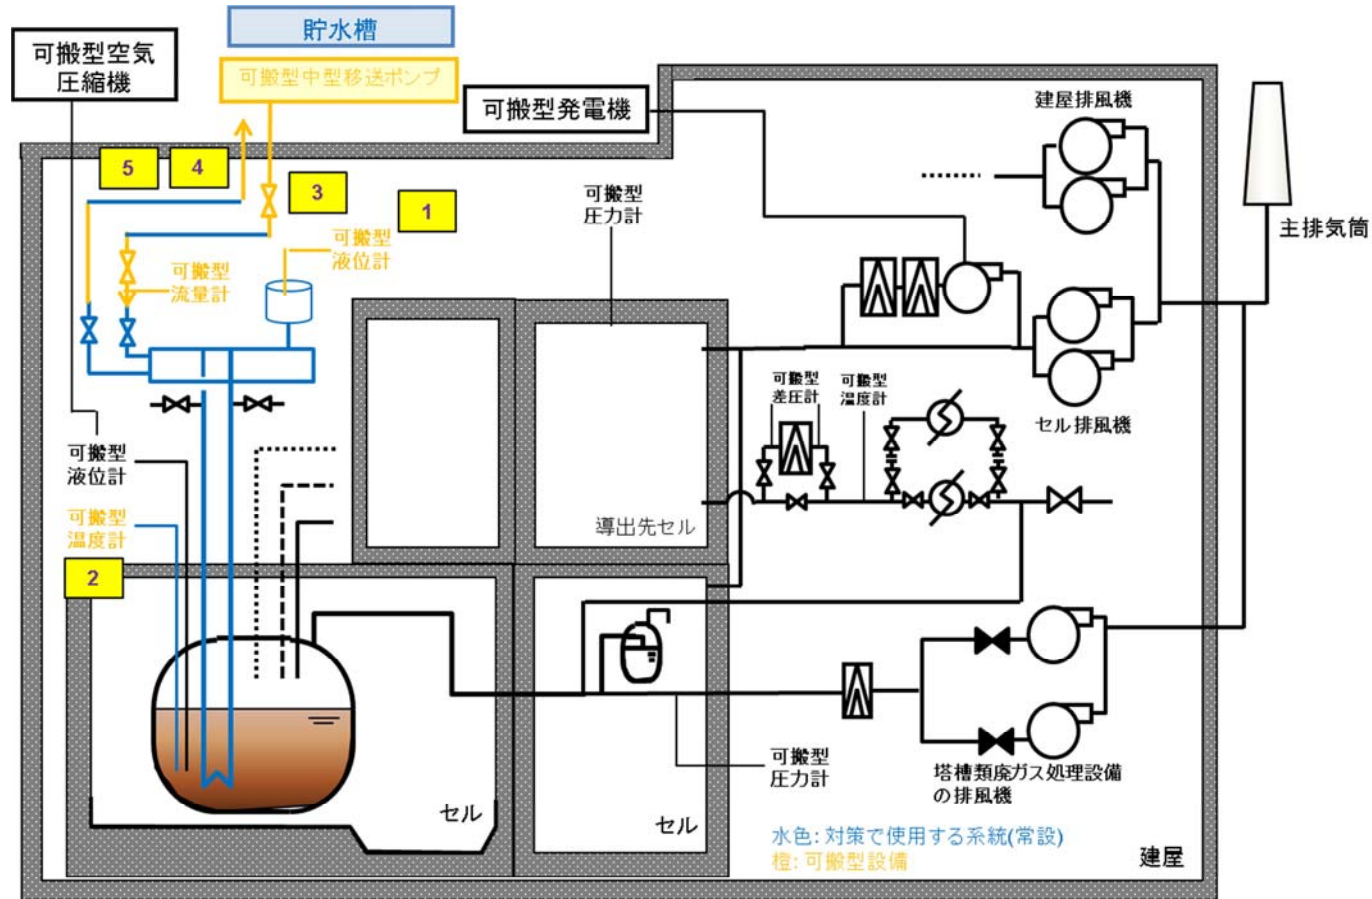 貯水槽
可搬型空気
圧縮機
可搬型中型移送ポンプ
可搬型発電機
建屋排風機
5
4
3
1
可搬型
圧力計
主排気筒
可搬型
液位計
可搬型
流量計
可搬型
差圧計
可搬型
温度計
セル排風機
可搬型
液位計
可搬型
温度計
導出先セル
2
可搬型
圧力計
塔槽類廃ガス処理設備
の排風機
セル
セル
水色: 対策で使用する系統(常設)
橙: 可搬型設備
建屋